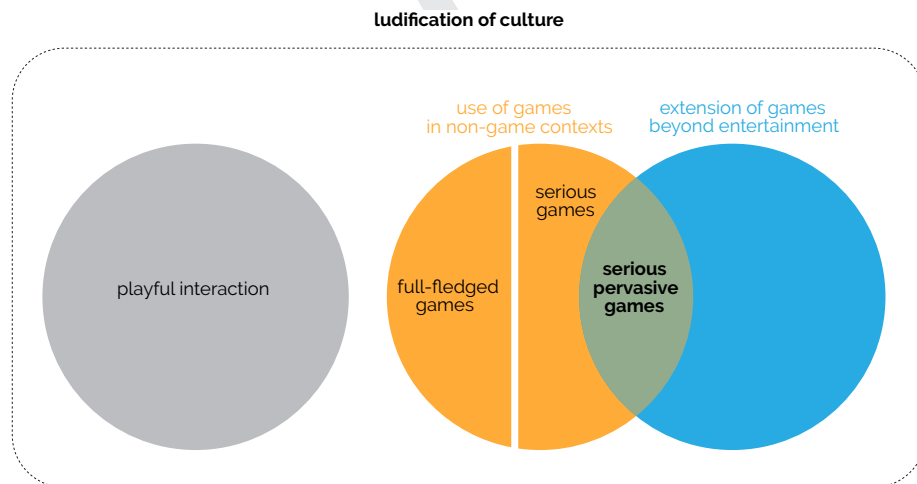 ludification of culture
use of games
in non-game contexts
extension of games
beyond entertainment
serious
games
playful interaction
full-fledged
games
serious
pervasive
games